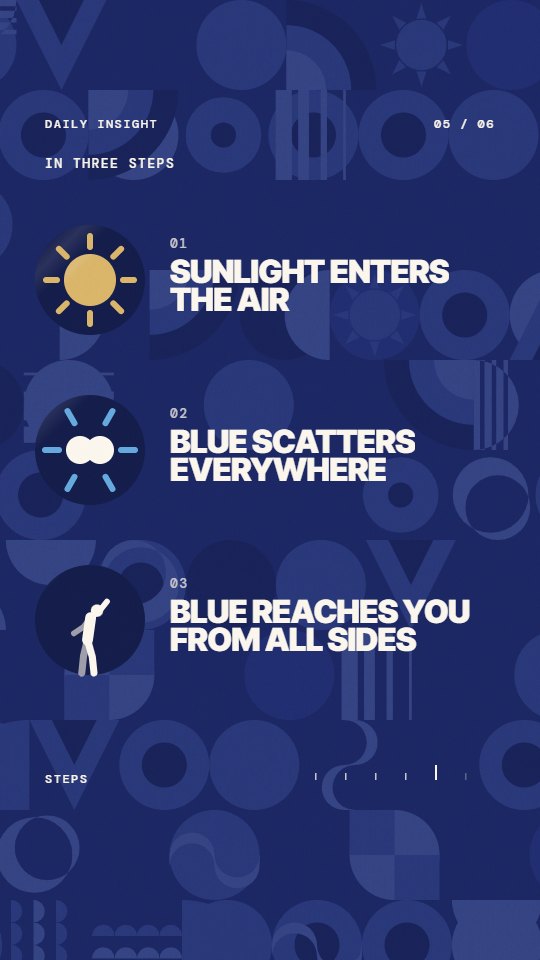 DAILY INSIGHT
05 / 06
IN THREE STEPS
01
SUNLIGHT ENTERS
THE AIR
02
BLUE SCATTERS
EVERYWHERE
03
BLUE REACHES YOU
FROM ALL SIDES
STEPS